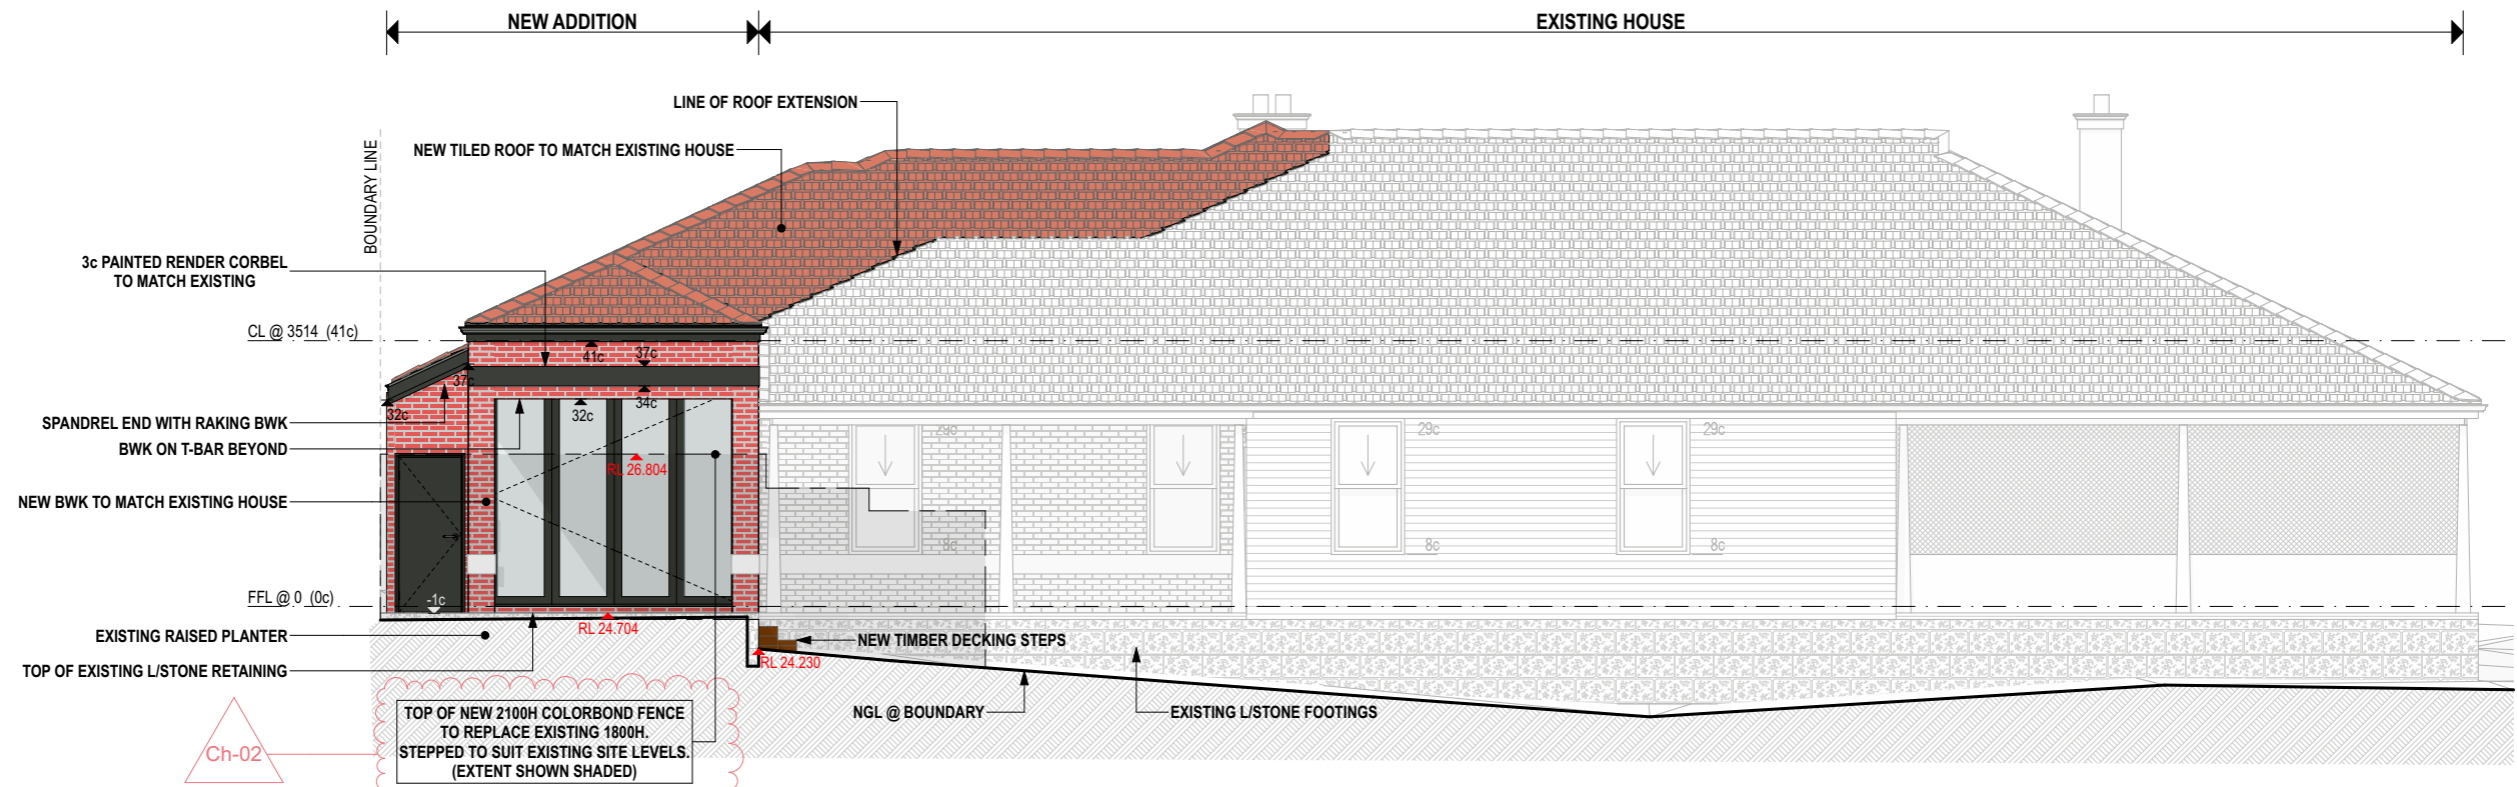 NEW ADDITION
EXISTING HOUSE
LINE OF ROOF EXTENSION
BOUNDARY LINE
NEW TILED ROOF TO MATCH EXISTING HOUSE
3c PAINTED RENDER CORBEL
TO MATCH EXISTING
CL @ 3514 (41c)
41c
37c
37c
32c
34c
32c
SPANDREL END WITH RAKING BWK
BWK ON T-BAR BEYOND
29c
29c
29c
RL 26.804
NEW BWK TO MATCH EXISTING HOUSE
8c
8c
8c
FFL @ 0 (0c)
-1c
RL 24.704
EXISTING RAISED PLANTER
NEW TIMBER DECKING STEPS
RL 24.230
TOP OF EXISTING L/STONE RETAINING
NGL @ BOUNDARY
EXISTING L/STONE FOOTINGS
TOP OF NEW 2100H COLORBOND FENCE
TO REPLACE EXISTING 1800H.
STEPPED TO SUIT EXISTING SITE LEVELS.
(EXTENT SHOWN SHADED)
Ch-02